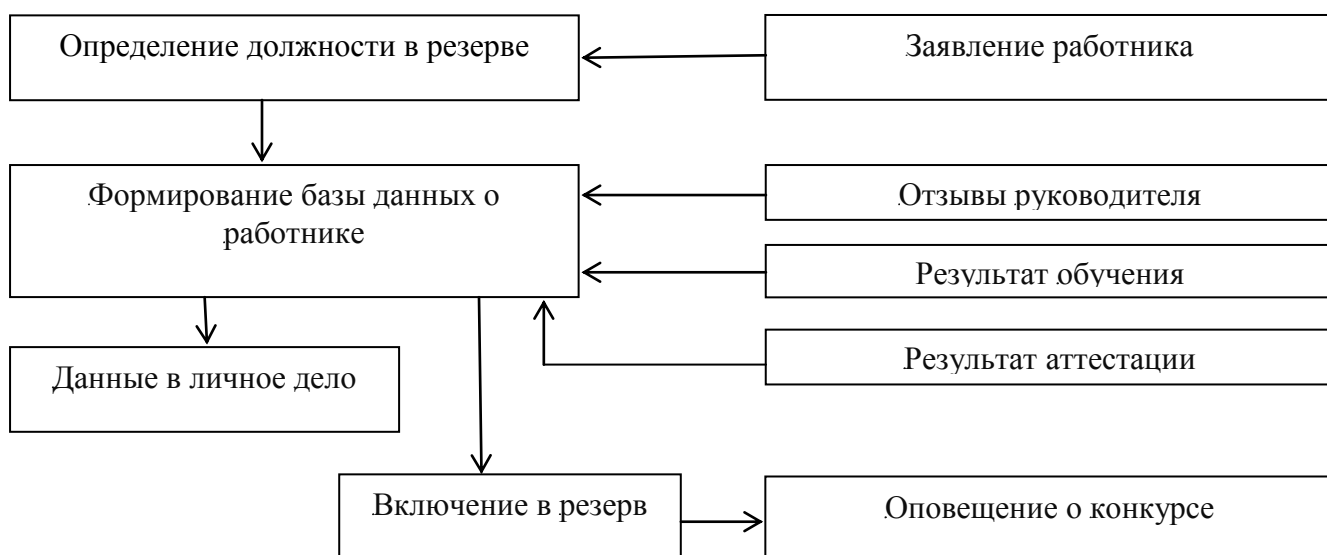 Определение должности в резерве
Заявление работника
Формирование базы данных о
работнике
Отзывы руководителя
Результат обучения
Результат аттестации
Данные в личное дело
Включение в резерв
Оповещение о конкурсе